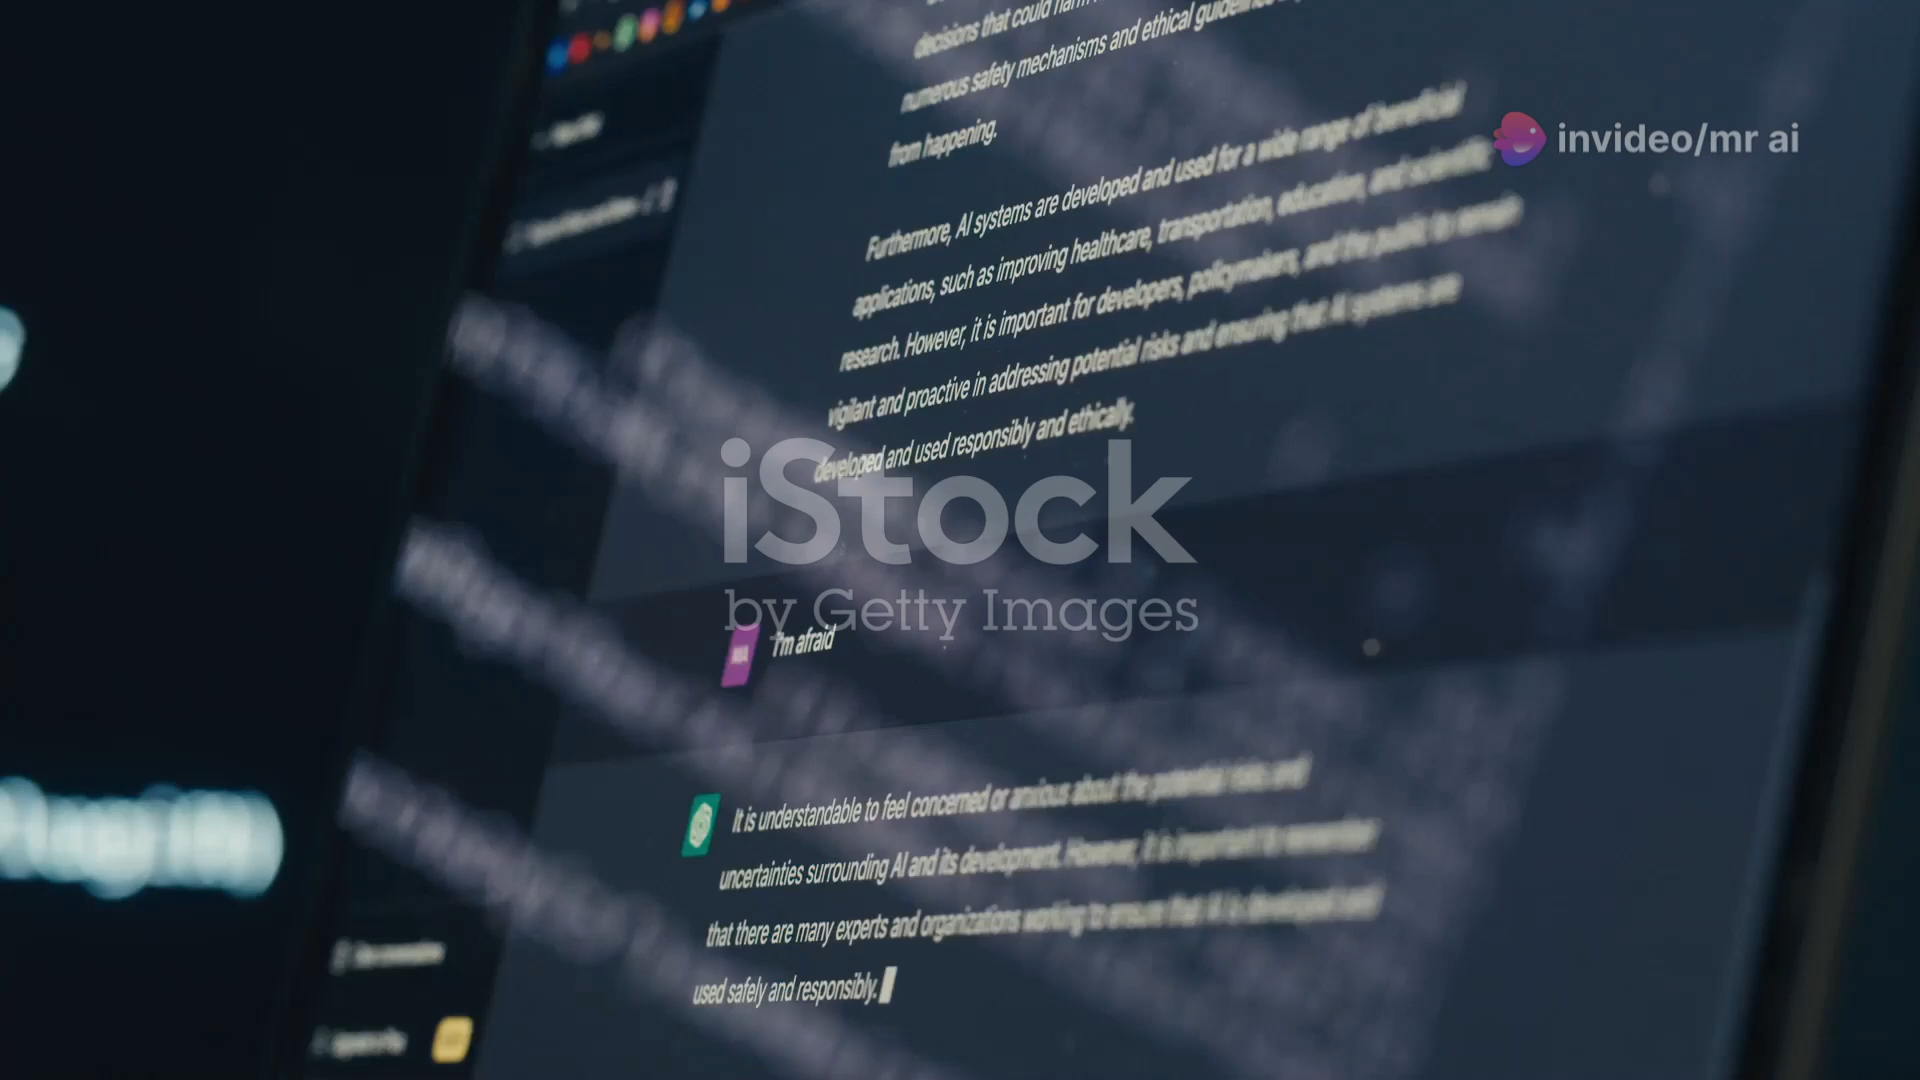 decisions that could harm
numerous safety mechanisms and ethical guidelines
from happening.
invideo/mr ai
Furthermore, AI systems are developed and used for a wide range of beneficial
applications, such as improving healthcare, transportation, education, and scientific
research. However, it is important for developers, policymakers, and the public to remain
vigilant and proactive in addressing potential risks and ensuring that AI systems are
developed and used responsibly and ethically.
iStock
by Getty Images
I'm afraid
It is understandable to feel concerned or anxious about the potential risks and
uncertainties surrounding AI and its development. However, it is important to remember
that there are many experts and organizations working to ensure that AI is developed and
used safely and responsibly.